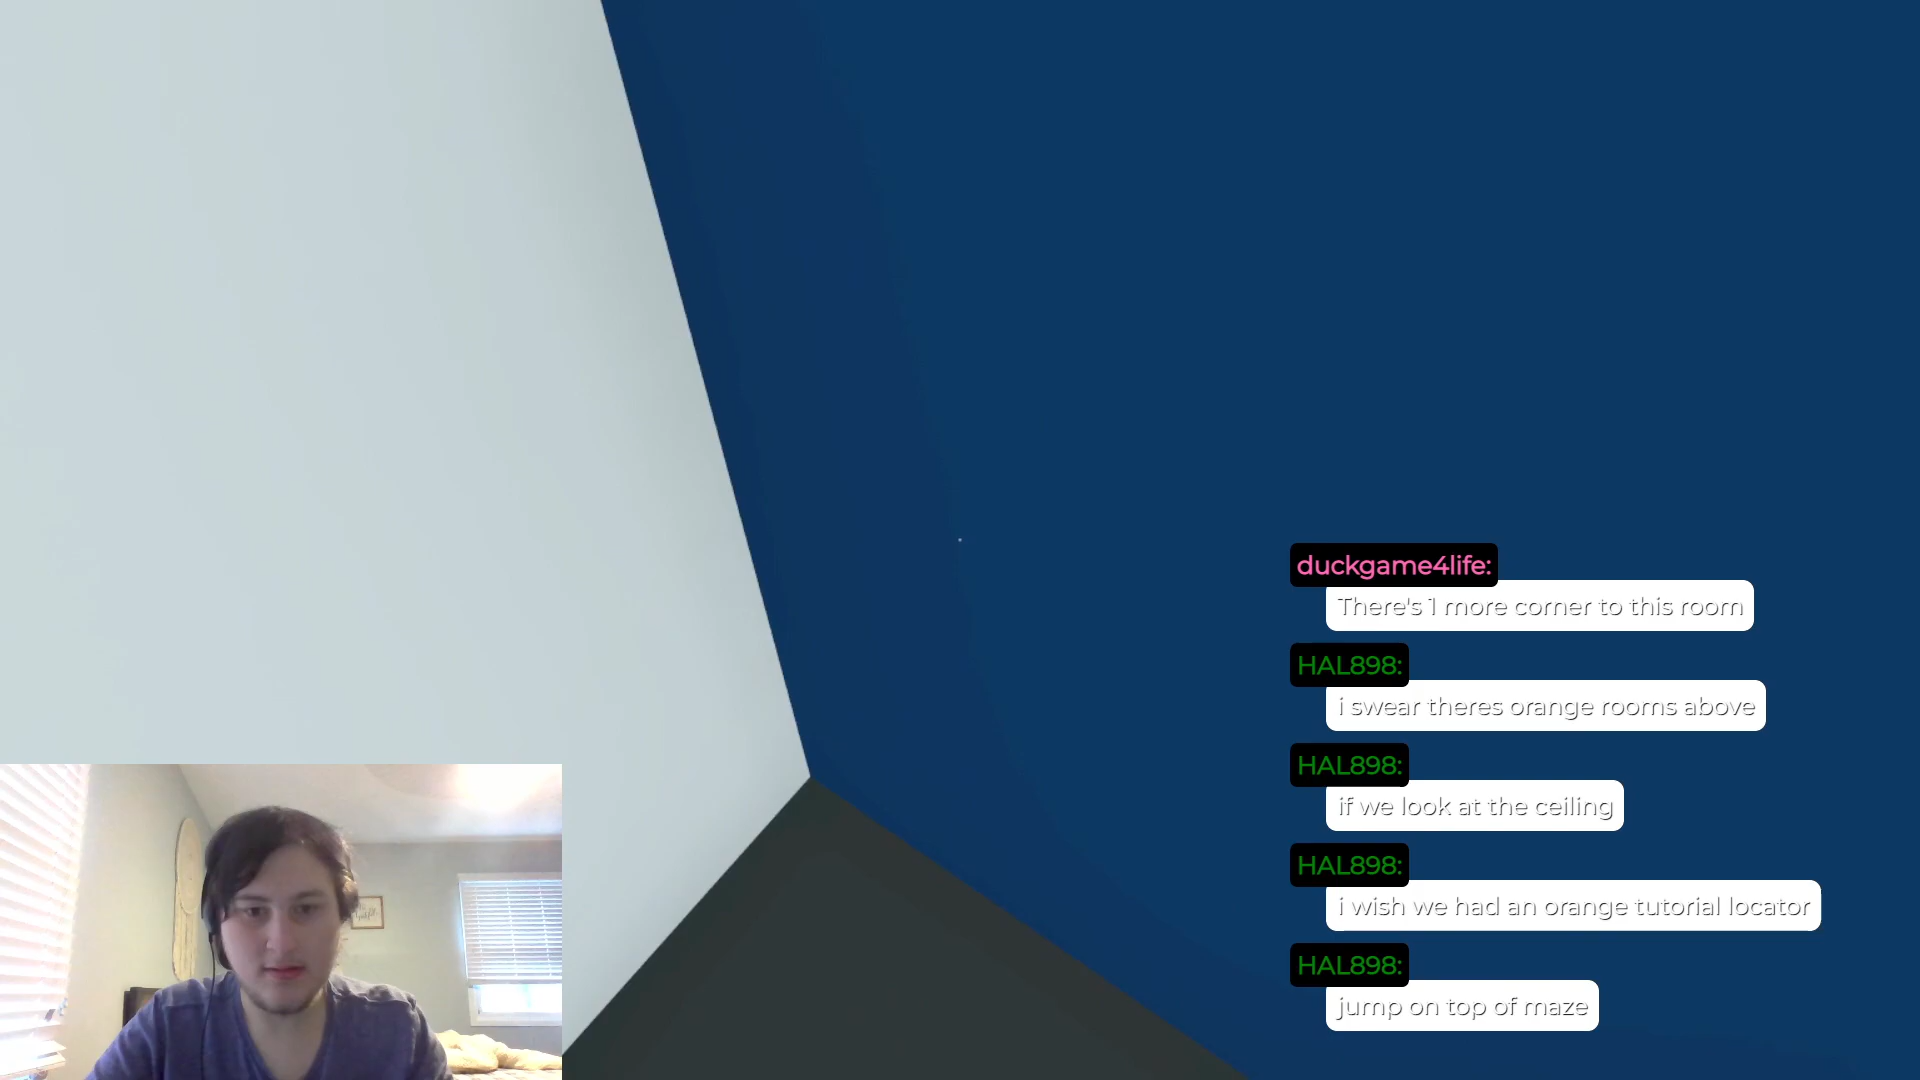 duckgame4life:
There's 1 more corner to this room
HAL898:
i swear theres orange rooms above
HAL898:
if we look at the ceiling
HAL898:
i wish we had an orange tutorial locator
HAL898:
jump on top of maze